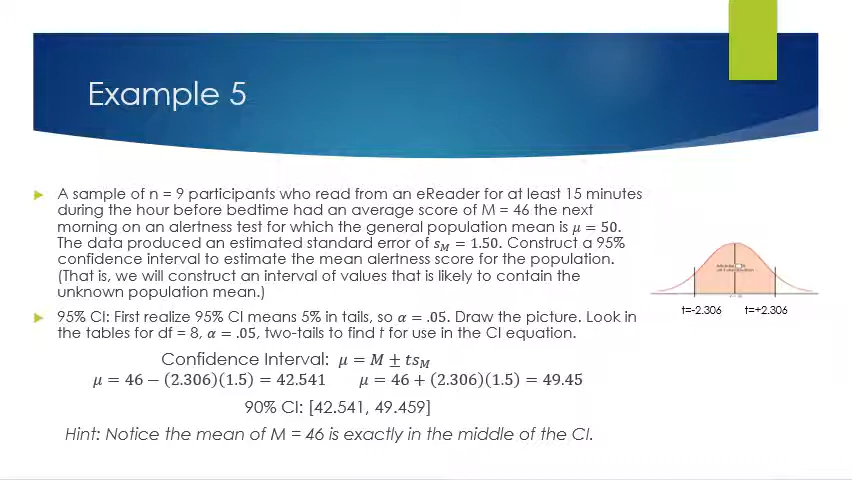 Example 5
A sample of n = 9 participants who read from an eReader for at least 15 minutes
during the hour before bedtime had an average score of M = 46 the next
morning on an alertness test for which the general population mean is μ = 50.
The data produced an estimated standard error of s_M = 1.50. Construct a 95%
confidence interval to estimate the mean alertness score for the population.
(That is, we will construct an interval of values that is likely to contain the
unknown population mean.)
95% CI: First realize 95% CI means 5% in tails, so α = .05. Draw the picture. Look in
the tables for df = 8, α = .05, two-tails to find t for use in the CI equation.
Confidence Interval: μ = M ± ts_M
μ = 46 − (2.306)(1.5) = 42.541 μ = 46 + (2.306)(1.5) = 49.45
90% CI: [42.541, 49.459]
Hint: Notice the mean of M = 46 is exactly in the middle of the CI.
t=-2.306 t=+2.306